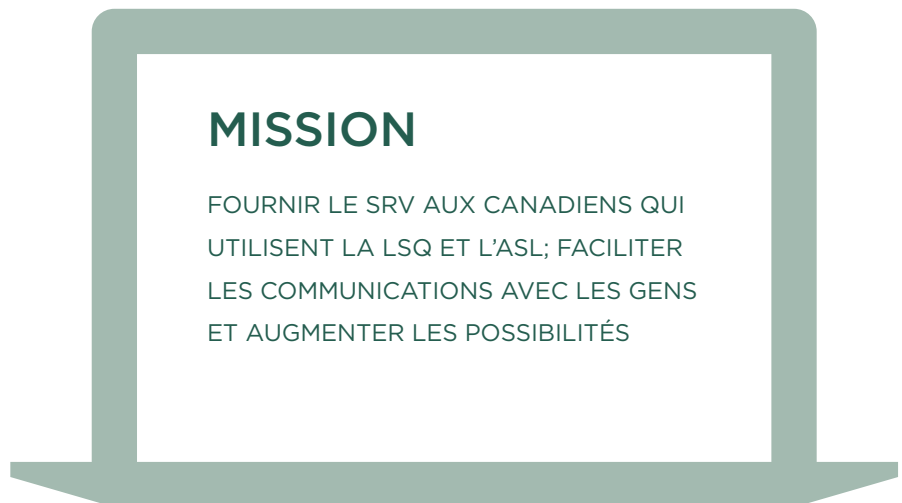 MISSION
FOURNIR LE SRV AUX CANADIENS QUI
UTILISENT LA LSQ ET L’ASL; FACILITER
LES COMMUNICATIONS AVEC LES GENS
ET AUGMENTER LES POSSIBILITÉS